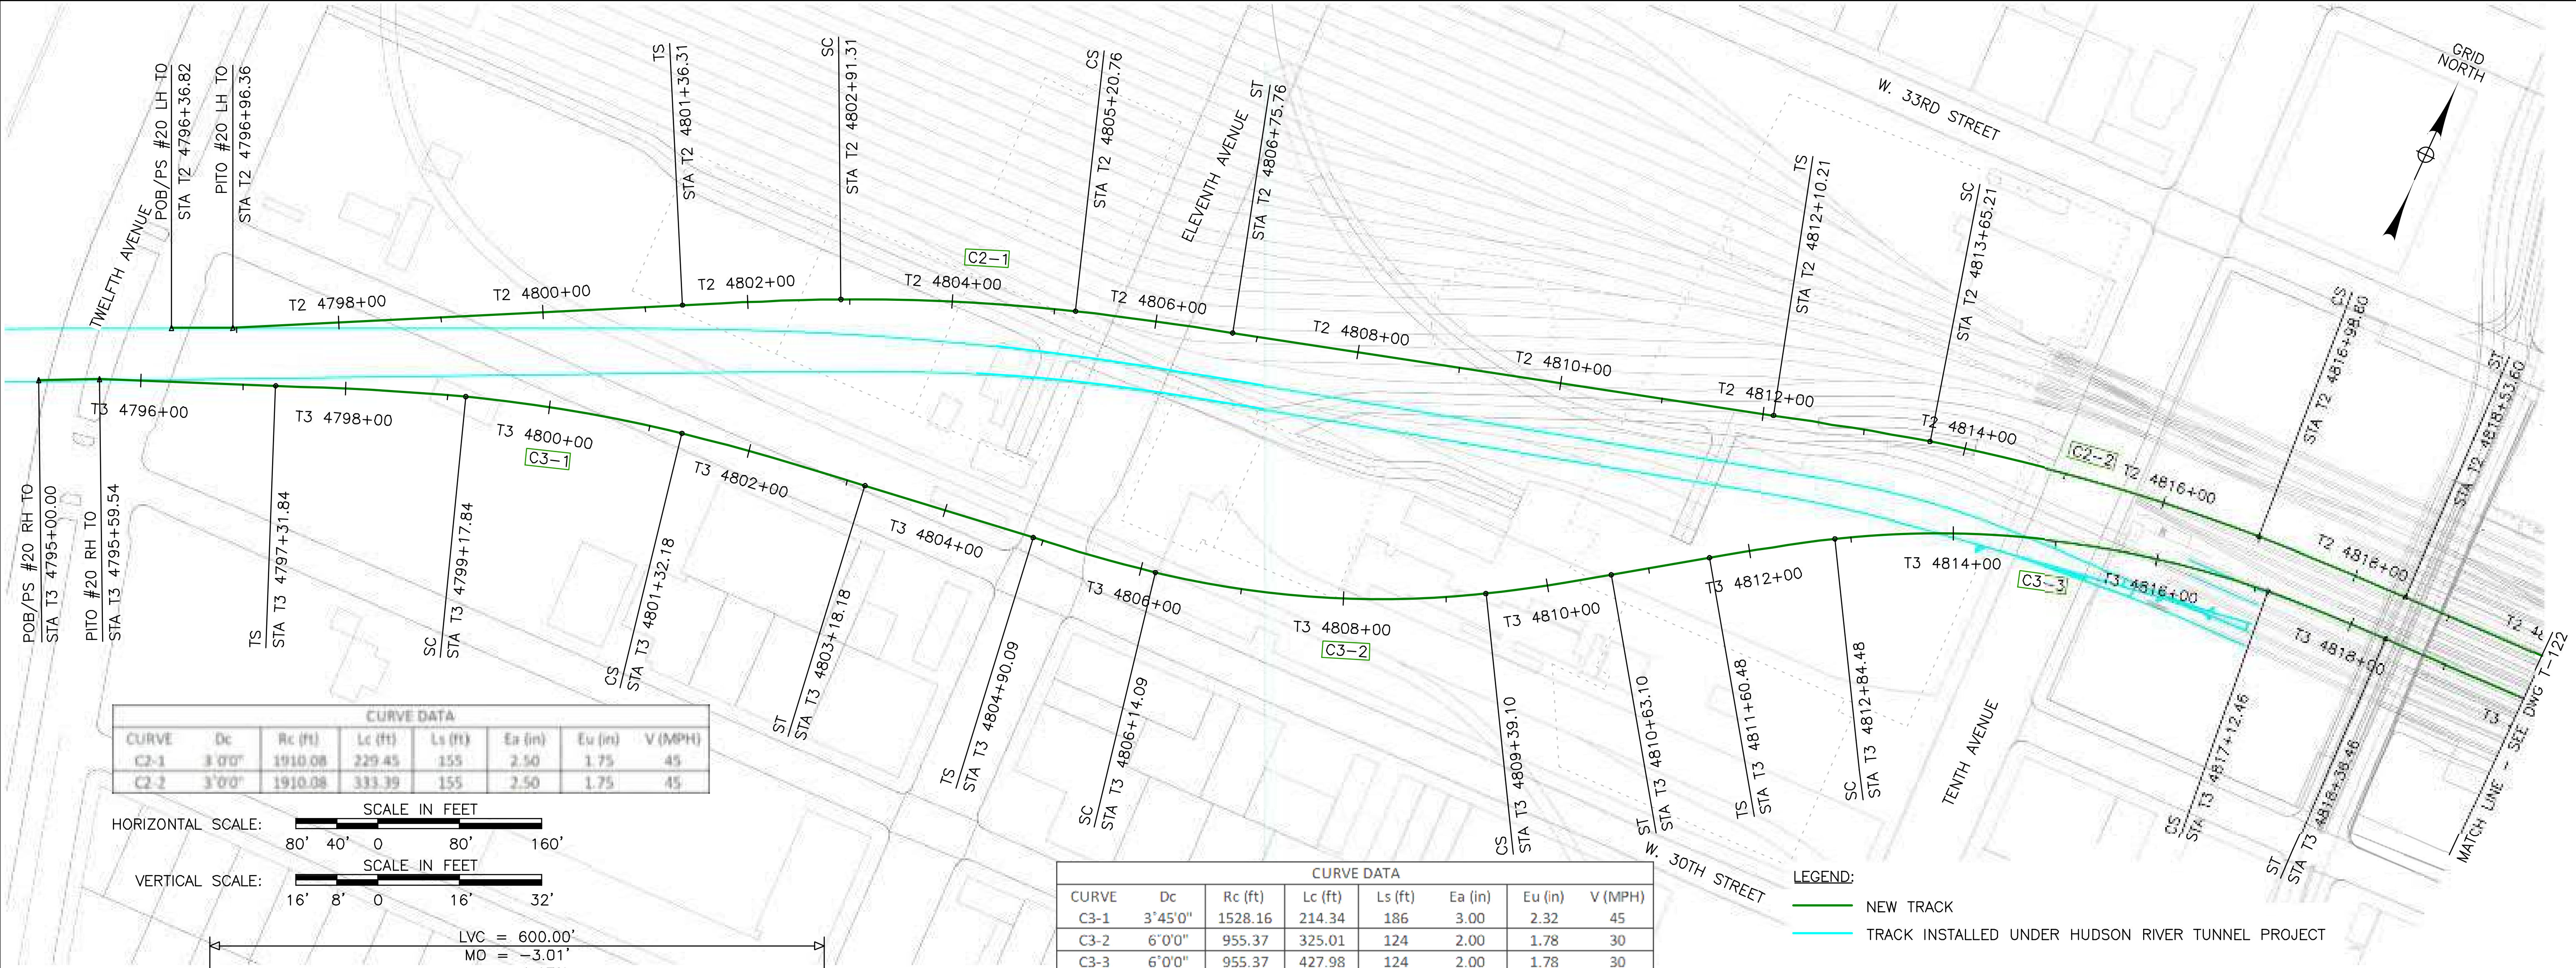 POB/PS #20 LH TO
STA T2 4796+36.82
PITO #20 LH TO
STA T2 4796+96.36
TS
STA T2 4801+36.31
SC
STA T2 4802+91.31
CS
STA T2 4805+20.76
ST
STA T2 4806+75.76
TS
STA T2 4812+10.21
SC
STA T2 4813+65.21
CS
STA T2 4816+98.60
ST
STA T2 4818+53.60
GRID
NORTH
W. 33RD STREET
TWELFTH AVENUE
ELEVENTH AVENUE
C2-1
T2 4798+00
T2 4800+00
T2 4802+00
T2 4804+00
T2 4806+00
T2 4808+00
T2 4810+00
T2 4812+00
T2 4814+00
C2-2
T2 4816+00
T2 4818+00
T2 48
T3 4796+00
T3 4798+00
T3 4800+00
C3-1
T3 4802+00
T3 4804+00
T3 4806+00
T3 4808+00
C3-2
T3 4810+00
T3 4812+00
T3 4814+00
C3-3
T3 4816+00
T3 4818+00
T3
POB/PS #20 RH TO
STA T3 4795+00.00
PITO #20 RH TO
STA T3 4795+59.54
TS
STA T3 4797+31.84
SC
STA T3 4799+17.84
CS
STA T3 4801+32.18
ST
STA T3 4803+18.18
TS
STA T3 4804+90.09
SC
STA T3 4806+14.09
CS
STA T3 4809+39.10
ST
STA T3 4810+63.10
TS
STA T3 4811+60.48
SC
STA T3 4812+84.48
CS
STA T3 4817+12.46
ST
STA T3 4818+36.46
MATCH LINE - SEE DWG T-122
TENTH AVENUE
W. 30TH STREET
CURVE DATA
CURVE Dc Rc (ft) Lc (ft) Ls (ft) Ea (in) Eu (in) V (MPH)
C2-1 3°0'0" 1910.08 229.45 155 2.50 1.75 45
C2-2 3°0'0" 1910.08 333.39 155 2.50 1.75 45
SCALE IN FEET
HORIZONTAL SCALE:
80' 40' 0 80' 160'
SCALE IN FEET
VERTICAL SCALE:
16' 8' 0 16' 32'
LVC = 600.00'
MO = -3.01'
CURVE DATA
CURVE Dc Rc (ft) Lc (ft) Ls (ft) Ea (in) Eu (in) V (MPH)
C3-1 3°45'0" 1528.16 214.34 186 3.00 2.32 45
C3-2 6°0'0" 955.37 325.01 124 2.00 1.78 30
C3-3 6°0'0" 955.37 427.98 124 2.00 1.78 30
LEGEND:
NEW TRACK
TRACK INSTALLED UNDER HUDSON RIVER TUNNEL PROJECT